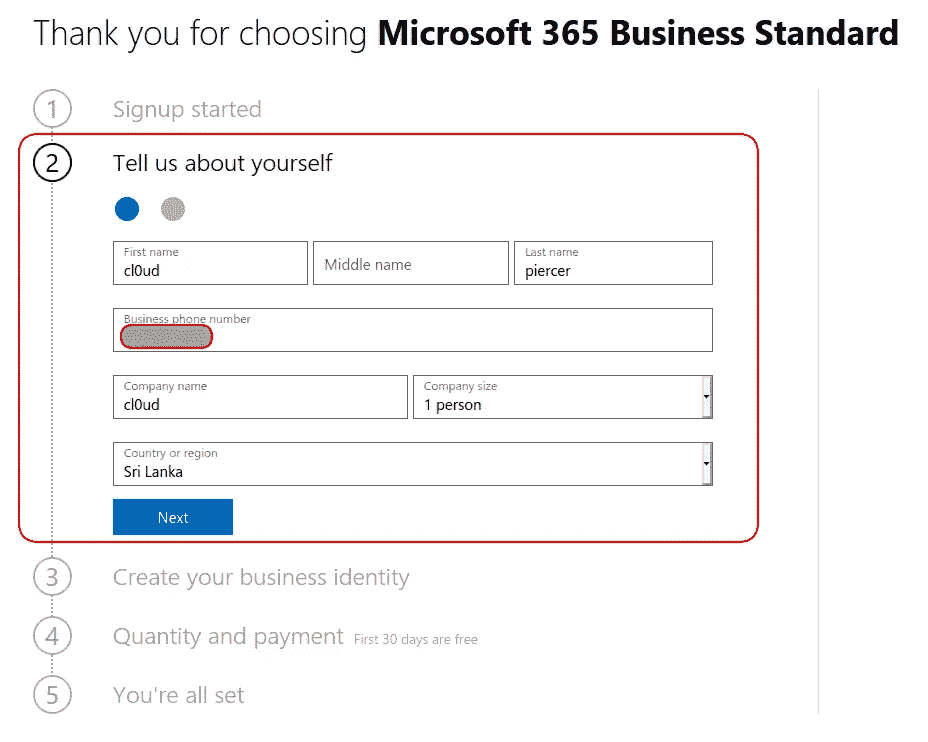 Thank you for choosing Microsoft 365 Business Standard
1 Signup started
2 Tell us about yourself
First name Middle name Last name
cl0ud piercer
Business phone number
Company name Company size
cl0ud 1 person
Country or region
Sri Lanka
Next
3 Create your business identity
4 Quantity and payment First 30 days are free
5 You're all set